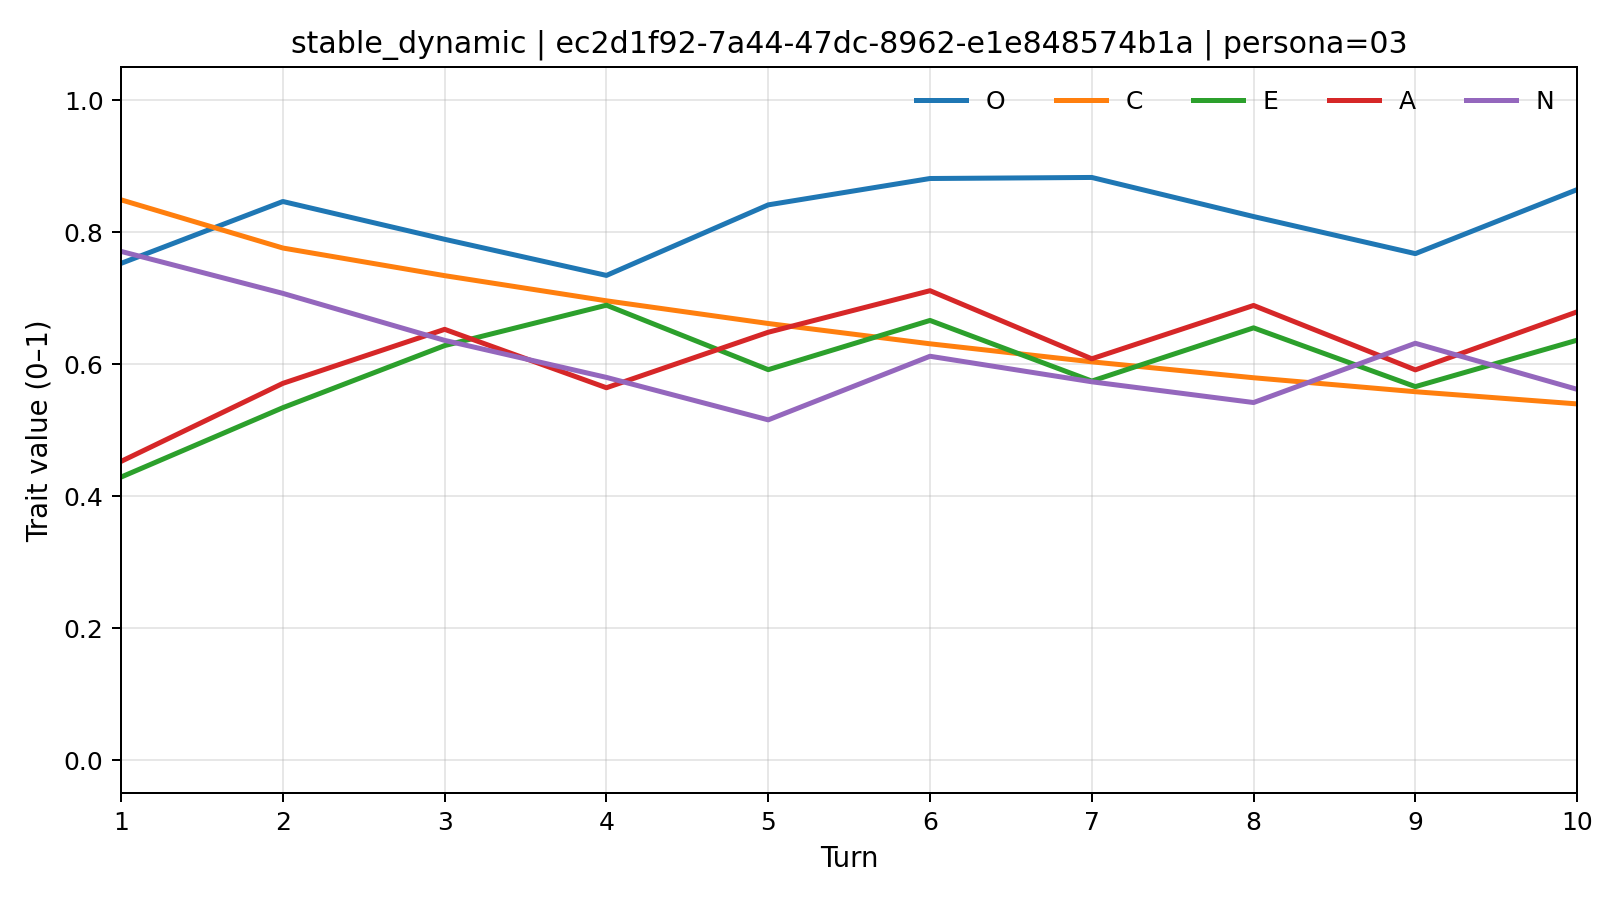 stable_dynamic | ec2d1f92-7a44-47dc-8962-e1e848574b1a | persona=03
O C E A N
Trait value (0–1)
1.0
0.8
0.6
0.4
0.2
0.0
1 2 3 4 5 6 7 8 9 10
Turn